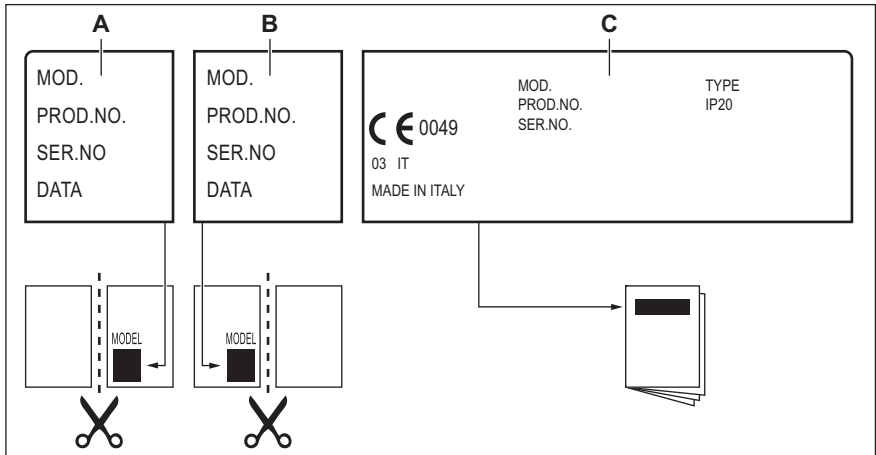 A
B
C
MOD.
PROD.NO.
SER.NO
DATA
MOD.
PROD.NO.
SER.NO
DATA
MOD.
PROD.NO.
SER.NO.
TYPE
IP20
CE 0049
03 IT
MADE IN ITALY
MODEL
MODEL